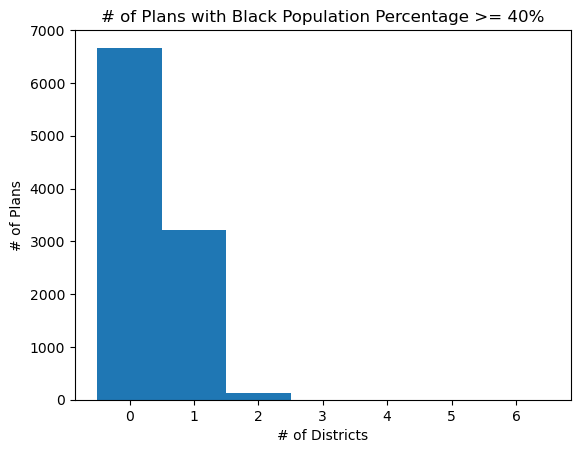 # of Plans with Black Population Percentage >= 40%
7000
6000
5000
4000
3000
2000
1000
0
# of Plans
0 1 2 3 4 5 6
# of Districts